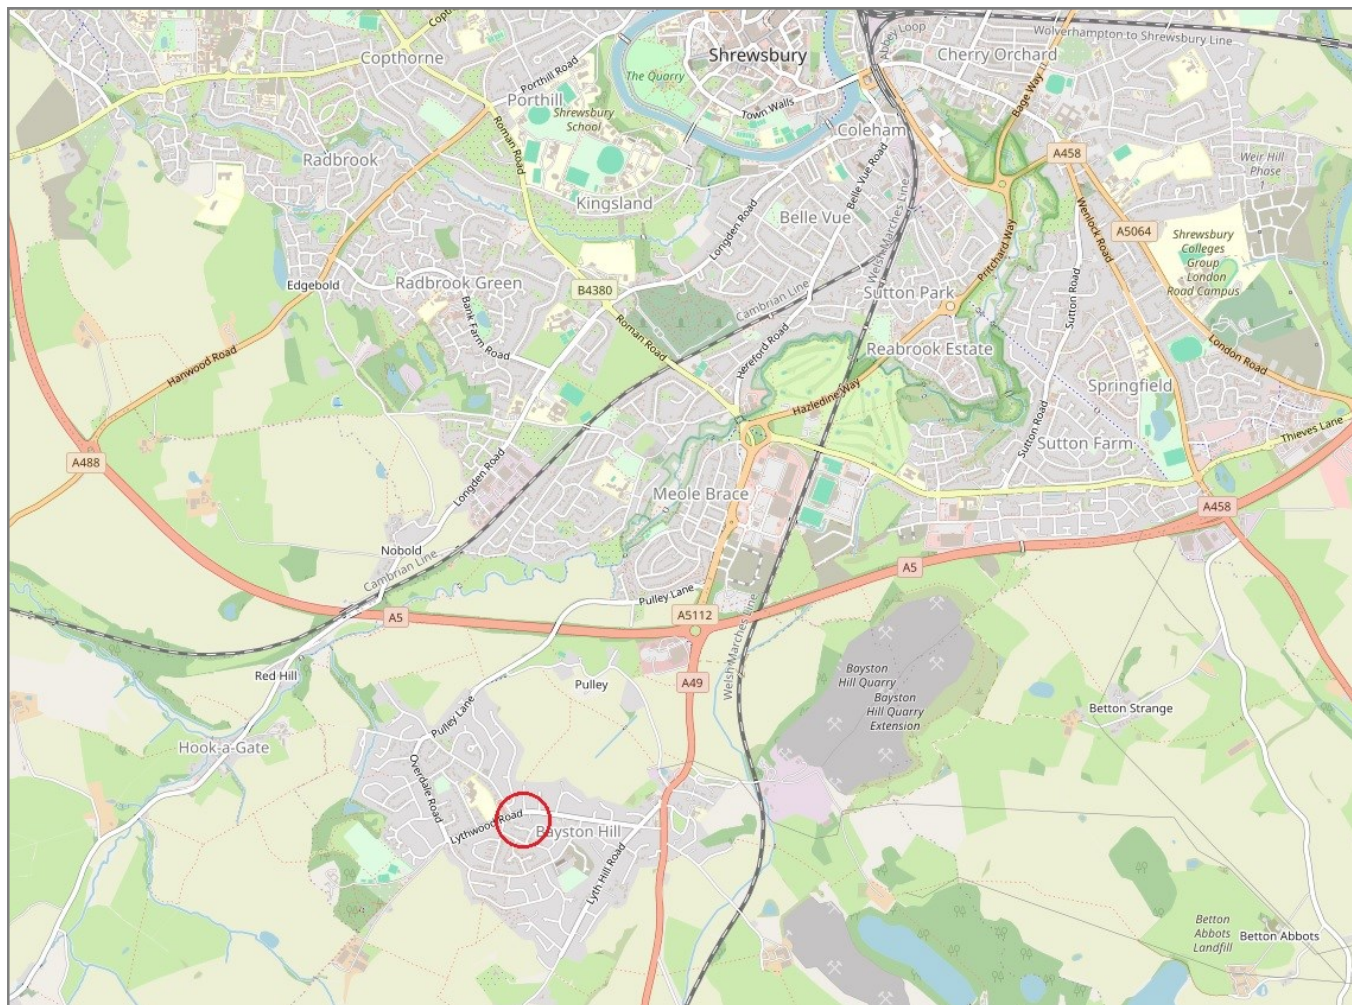 Copthorne
Porthill Road
The Quarry
Shrewsbury
Abbey Loop
Wolverhampton to Shrewsbury Line
Cherry Orchard
Bage Way
Porthill
Shrewsbury
School
Town Walls
Coleham
Radbrook
Roman Road
Belle Vue Road
A458
Weir Hill
Phase
1
Kingsland
Longden Road
Belle Vue
Welsh Marches Line
Wenlock Road
A5064
Shrewsbury
Colleges
Group
London
Road Campus
Pritchard Way
Edgebold
Radbrook Green
B4380
Cambrian Line
Sutton Park
Sutton Road
Bank Farm Road
Roman Road
Hereford Road
Reabrook Estate
London Road
Hanwood Road
Hazledine Way
Springfield
A488
Longden Road
Meole Brace
Sutton Road
Sutton Farm
Thieves Lane
A458
Nobold
Cambrian Line
A5
Pulley Lane
A5
A5112
Welsh Marches Line
Red Hill
Pulley
A49
Bayston
Hill Quarry
Bayston
Hill Quarry
Extension
Betton Strange
Hook-a-Gate
Pulley Lane
Overdale Road
Lythwood Road
Bayston Hill
Lyth Hill Road
Betton
Abbots
Landfill
Betton Abbots